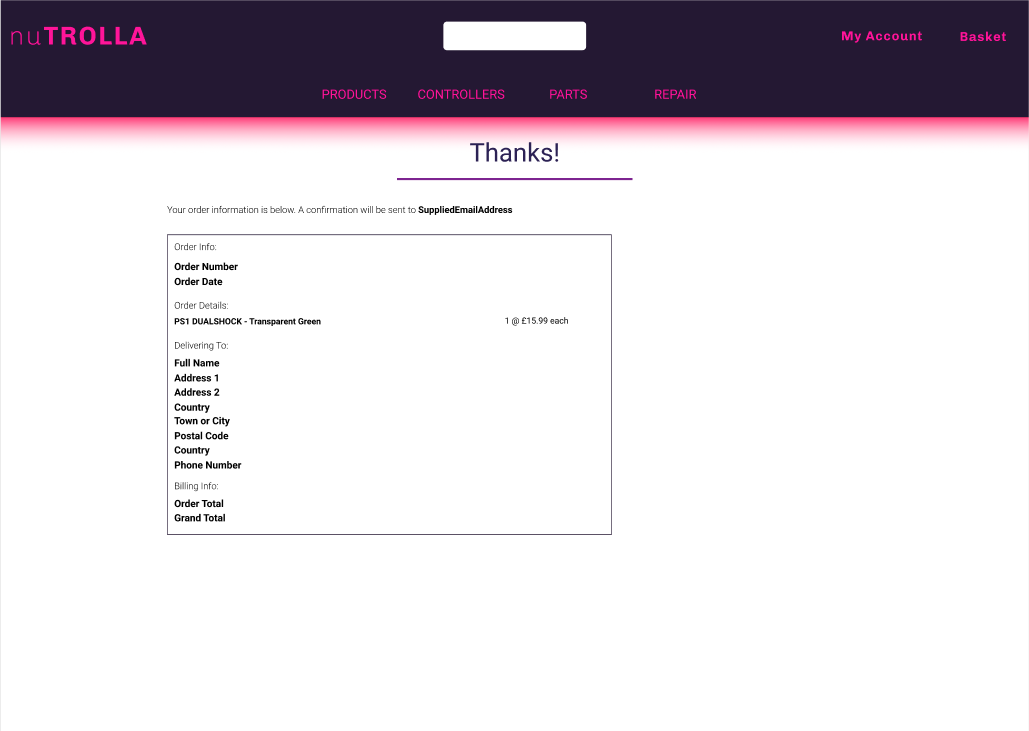 nuTROLLA
My Account
Basket
PRODUCTS CONTROLLERS PARTS REPAIR
Thanks!
Your order information is below. A confirmation will be sent to SuppliedEmailAddress
Order Info:
Order Number
Order Date
Order Details:
PS1 DUALSHOCK - Transparent Green 1 @ £15.99 each
Delivering To:
Full Name
Address 1
Address 2
Country
Town or City
Postal Code
Country
Phone Number
Billing Info:
Order Total
Grand Total